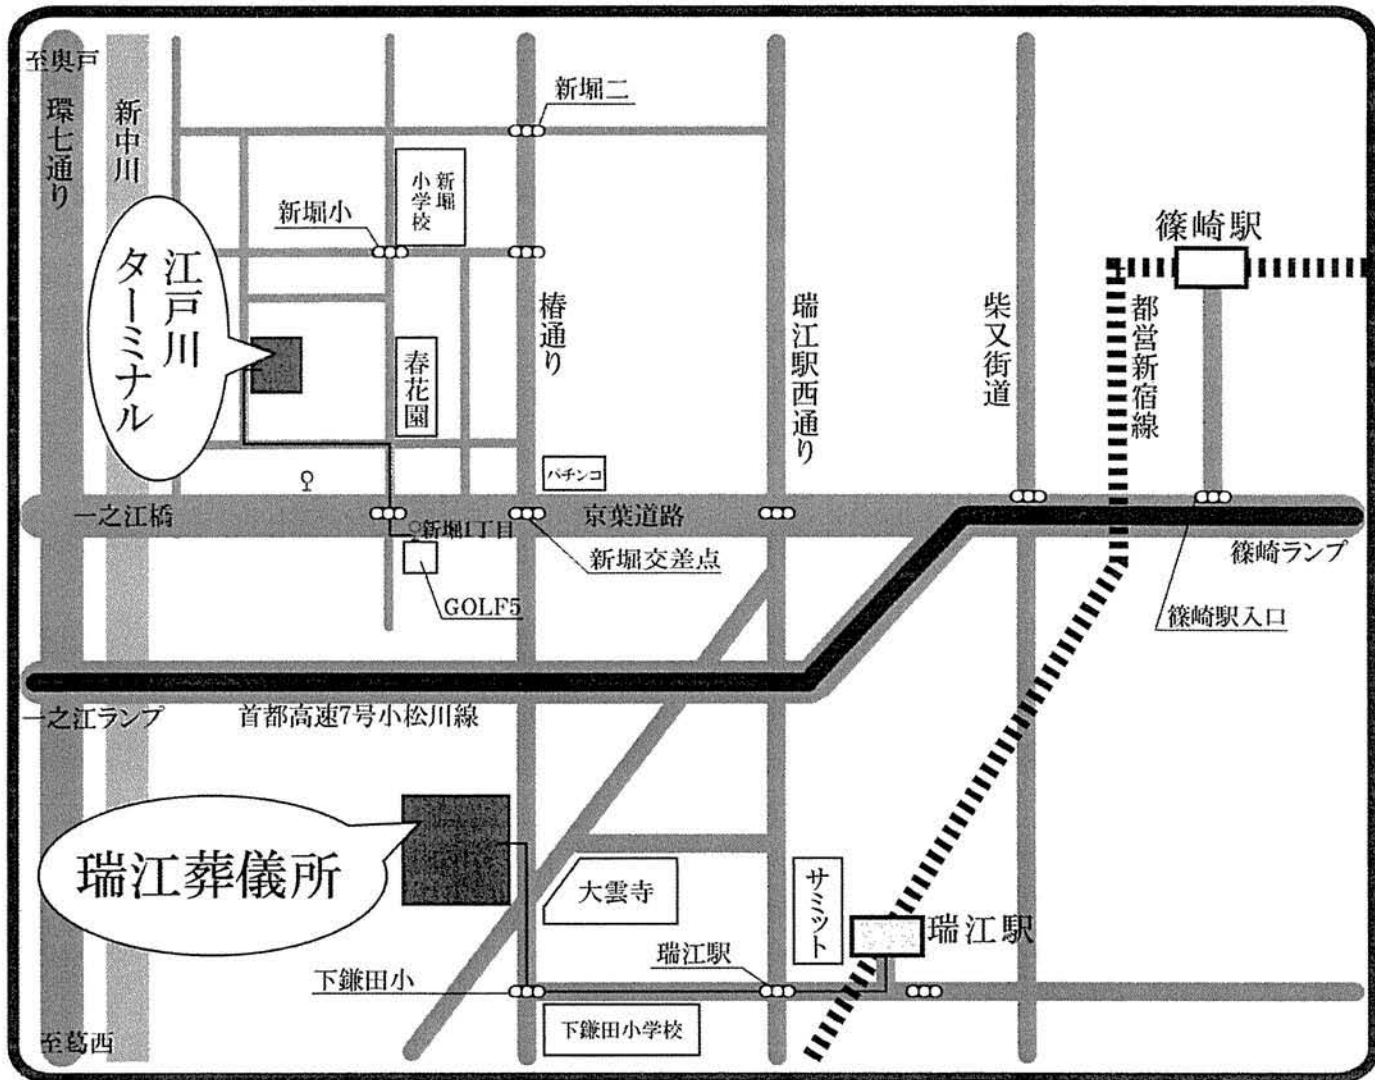 至奥戸
環七通り
新中川
新堀二
新堀
小学校
新堀小
江戸川
ターミナル
春花園
椿通り
瑞江駅西通り
柴又街道
都営新宿線
篠崎駅
パチンコ
一之江橋
新堀1丁目
京葉道路
新堀交差点
GOLF5
篠崎ランプ
篠崎駅入口
一之江ランプ
首都高速7号小松川線
瑞江葬儀所
大雲寺
サミット
瑞江駅
瑞江駅
下鎌田小
下鎌田小学校
至葛西